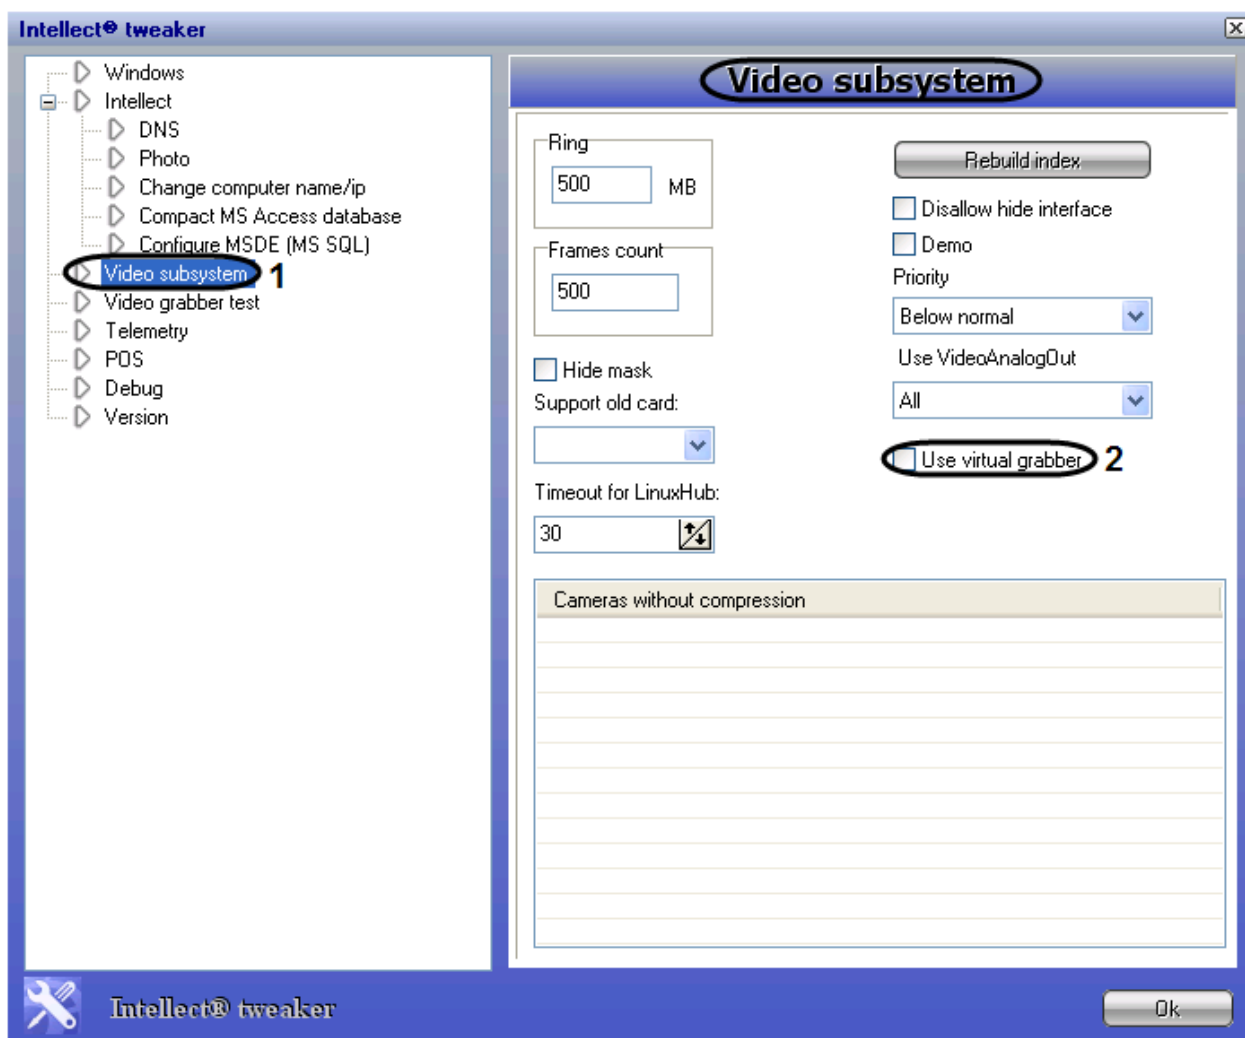 Intellect® tweaker
Windows
Intellect
DNS
Photo
Change computer name/ip
Compact MS Access database
Configure MSDE (MS SQL)
Video subsystem 1
Video grabber test
Telemetry
POS
Debug
Version
Video subsystem
Ring
500 MB
Frames count
500
Hide mask
Support old card:
Timeout for LinuxHub:
30
Rebuild index
Disallow hide interface
Demo
Priority
Below normal
Use VideoAnalogOut
All
Use virtual grabber 2
Cameras without compression
Intellect® tweaker
Ok